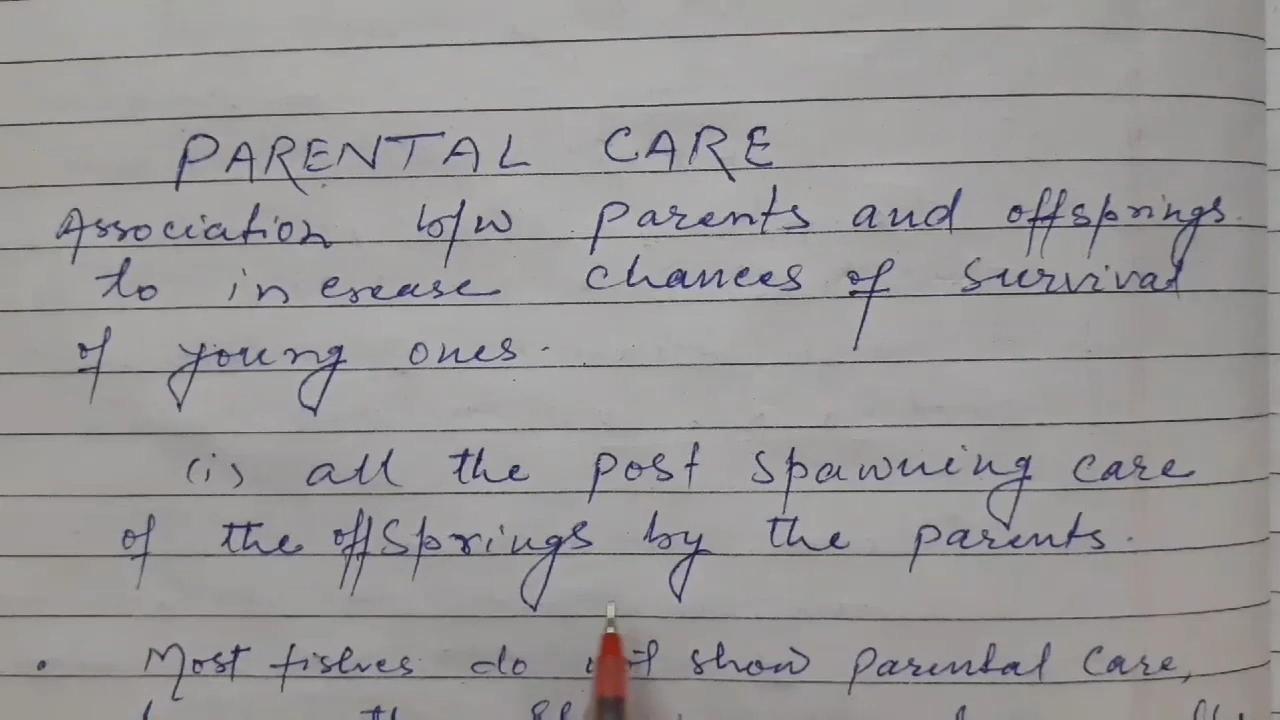 PARENTAL CARE
Association b/w parents and offsprings
to increase chances of survival
of young ones.
(i) all the post spawning care
of the offsprings by the parents.
• Most fishes do not show parental care,